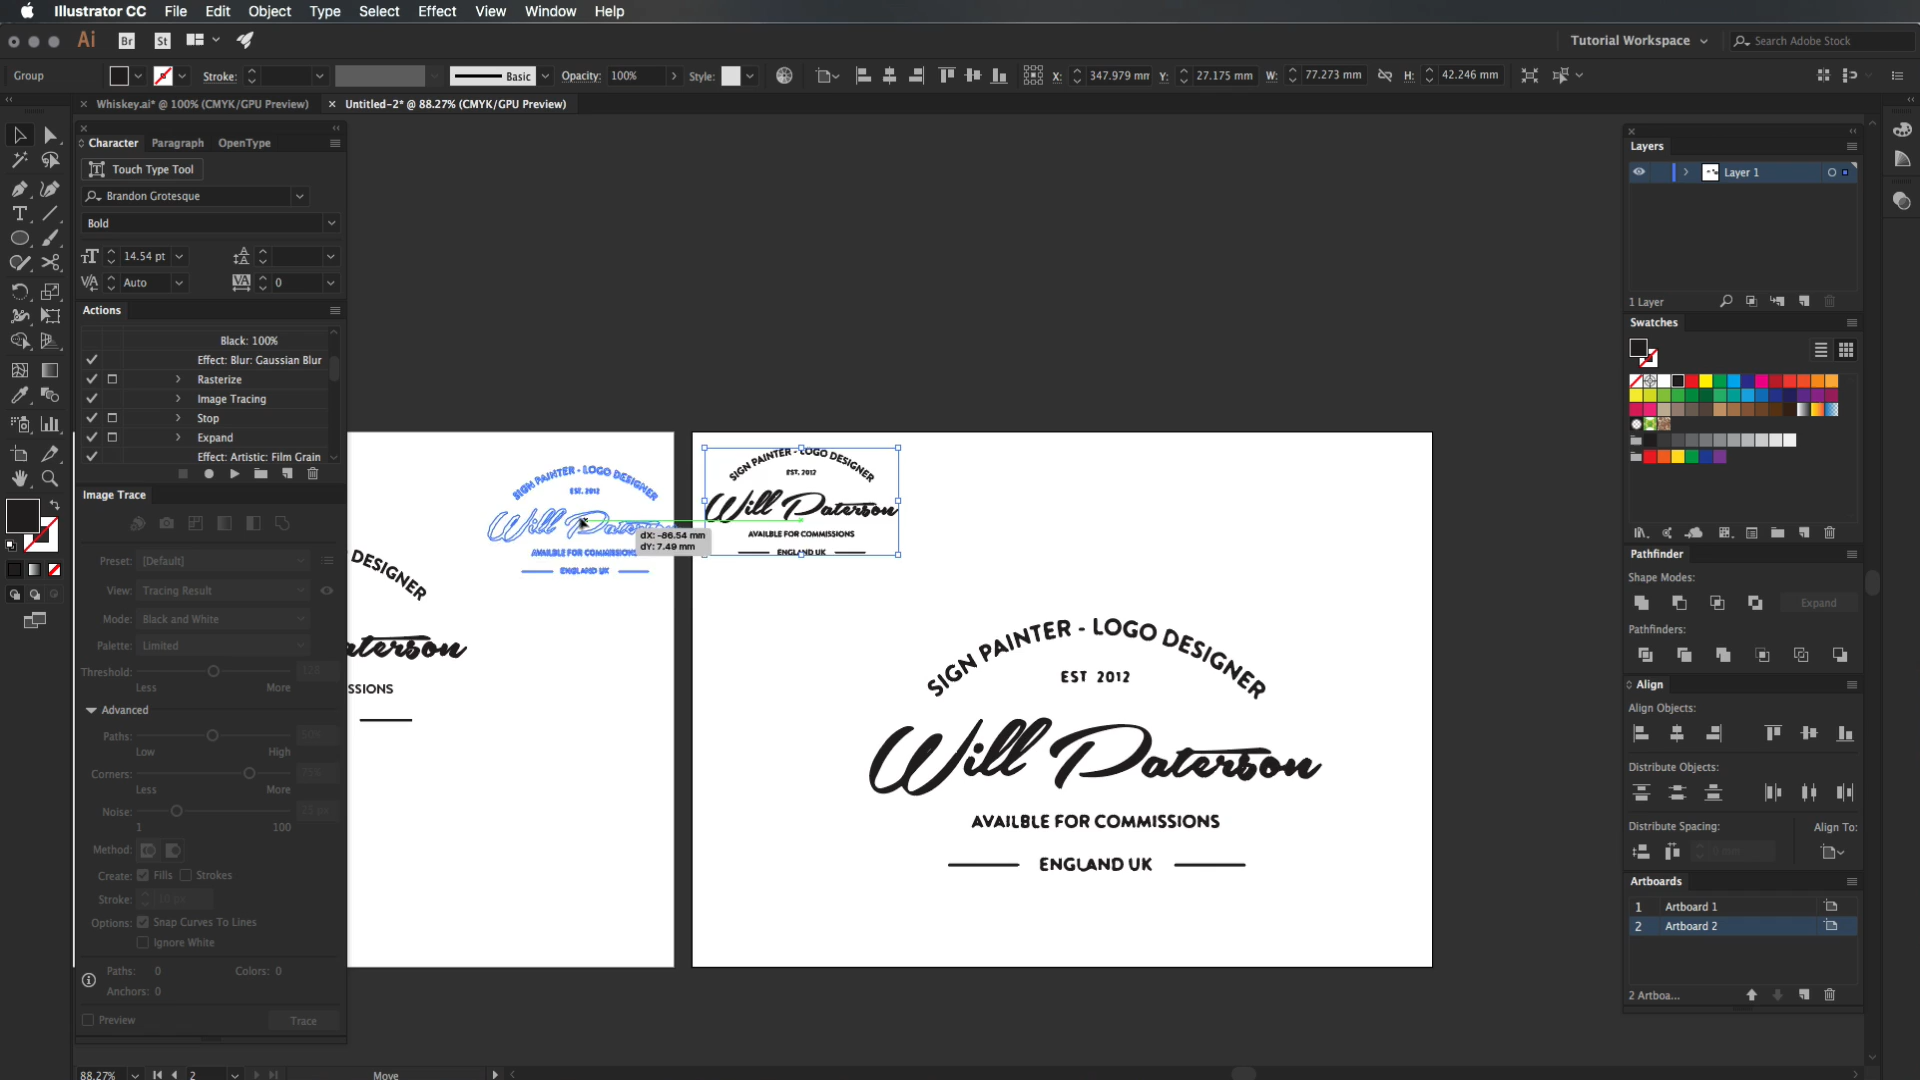 Illustrator CC File Edit Object Type Select Effect View Window Help
Ai Br St Tutorial Workspace Search Adobe Stock
Group Stroke: Basic Opacity: 100% Style: X: 347.979 mm Y: 27.175 mm W: 77.273 mm H: 42.246 mm
Whiskey.ai* @ 100% (CMYK/GPU Preview) Untitled-2* @ 88.27% (CMYK/GPU Preview)
Character Paragraph OpenType
Touch Type Tool
Brandon Grotesque
Bold
14.54 pt
Auto 0
Actions
Black: 100%
Effect: Blur: Gaussian Blur
Rasterize
Image Tracing
Stop
Expand
Effect: Artistic: Film Grain
Image Trace
Preset: [Default]
View: Tracing Result
Mode: Black and White
Palette: Limited
Threshold:
Less More
Advanced
Paths: 50%
Low High
Corners: 75%
Less More
Noise:
1 100
Method:
Create: Fills Strokes
Stroke:
Options: Snap Curves To Lines
Ignore White
Paths: 0 Colors: 0
Anchors: 0
Preview Trace
88.27% 2 Move
DESIGNER
aterson
SSIONS
SIGN PAINTER - LOGO DESIGNER
EST. 2012
Will Paterson
AVAILBLE FOR COMMISSIONS
ENGLAND UK
dX: -86.54 mm
dY: 7.49 mm
SIGN PAINTER - LOGO DESIGNER
EST. 2012
Will Paterson
AVAILBLE FOR COMMISSIONS
ENGLAND UK
SIGN PAINTER - LOGO DESIGNER
EST 2012
Will Paterson
AVAILBLE FOR COMMISSIONS
ENGLAND UK
Layers
Layer 1
1 Layer
Swatches
Pathfinder
Shape Modes:
Expand
Pathfinders:
Align
Align Objects:
Distribute Objects:
Distribute Spacing: Align To:
0 mm
Artboards
1 Artboard 1
2 Artboard 2
2 Artboa...